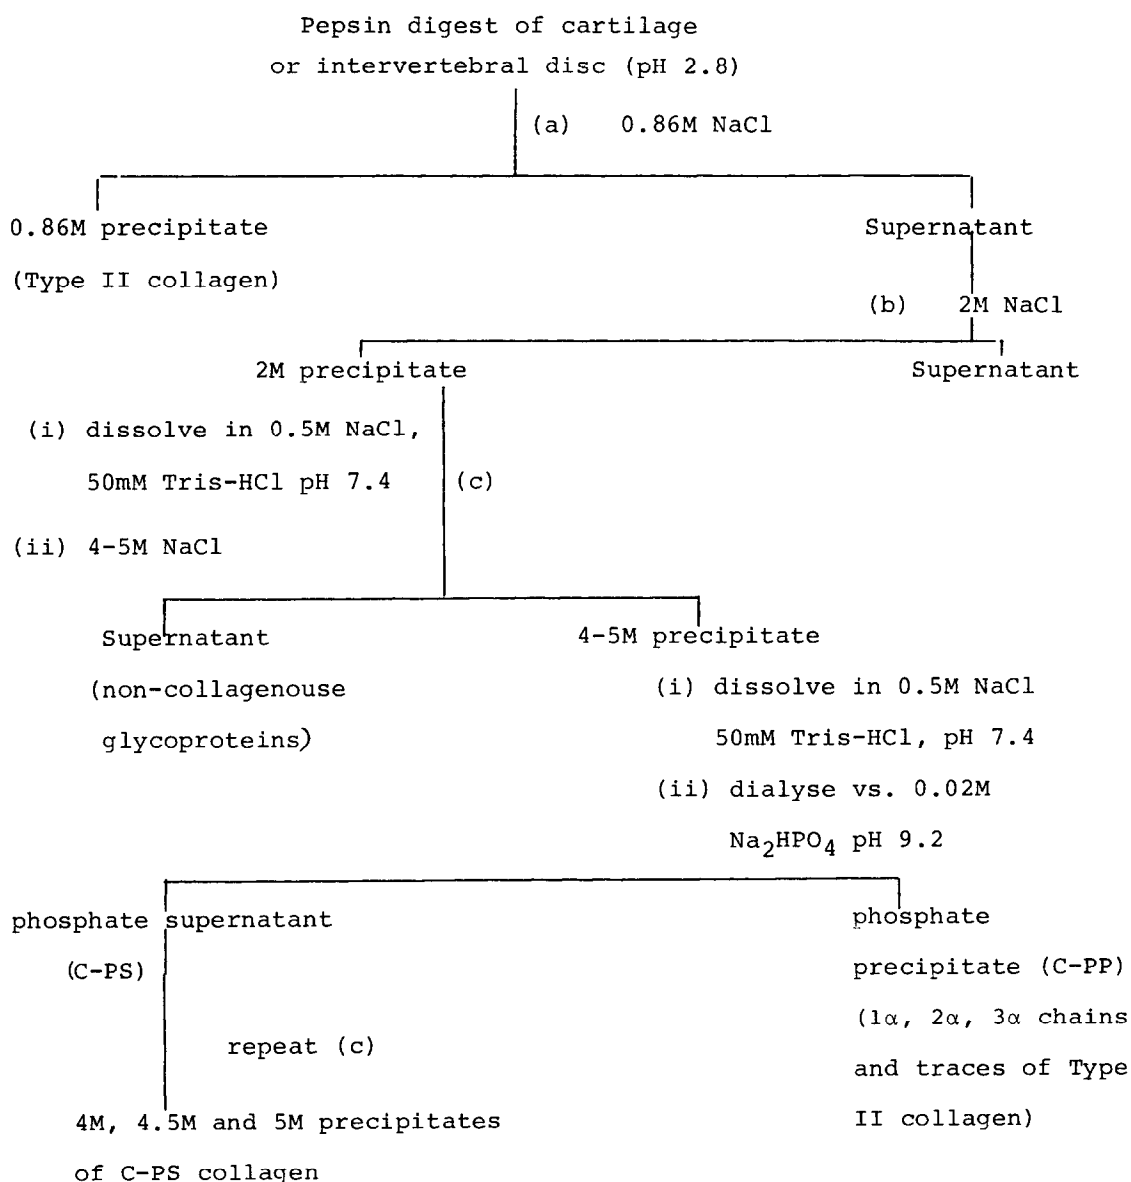 Pepsin digest of cartilage
or intervertebral disc (pH 2.8)
(a) 0.86M NaCl
0.86M precipitate
(Type II collagen)
Supernatant
(b) 2M NaCl
2M precipitate
Supernatant
(i) dissolve in 0.5M NaCl,
50mM Tris-HCl pH 7.4
(c)
(ii) 4-5M NaCl
Supernatant
(non-collagenouse
glycoproteins)
4-5M precipitate
(i) dissolve in 0.5M NaCl
50mM Tris-HCl, pH 7.4
(ii) dialyse vs. 0.02M
Na₂HPO₄ pH 9.2
phosphate supernatant
(C-PS)
phosphate
precipitate (C-PP)
(1α, 2α, 3α chains
and traces of Type
II collagen)
repeat (c)
4M, 4.5M and 5M precipitates
of C-PS collagen